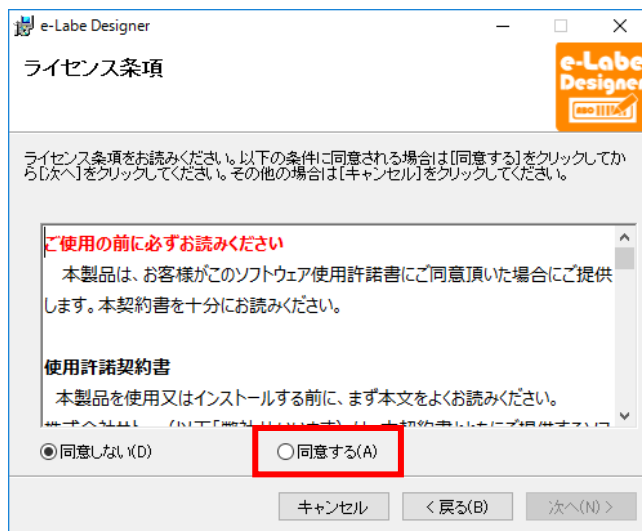 e-Labe Designer
ライセンス条項
e-Labe
Designer
ライセンス条項をお読みください。以下の条件に同意される場合は[同意する]をクリックしてか
ら[次へ]をクリックしてください。その他の場合は[キャンセル]をクリックしてください。
ご使用の前に必ずお読みください
本製品は、お客様がこのソフトウェア使用許諾書にご同意頂いた場合にご提供
します。本契約書を十分にお読みください。
使用許諾契約書
本製品を使用又はインストールする前に、まず本文をよくお読みください。
同意しない(D)
同意する(A)
キャンセル
< 戻る(B)
次へ(N) >